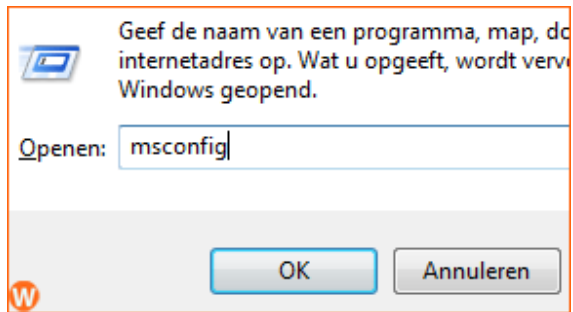 Geef de naam van een programma, map, do
internetadres op. Wat u opgeeft, wordt verv
Windows geopend.
Openen: msconfig
OK Annuleren
W